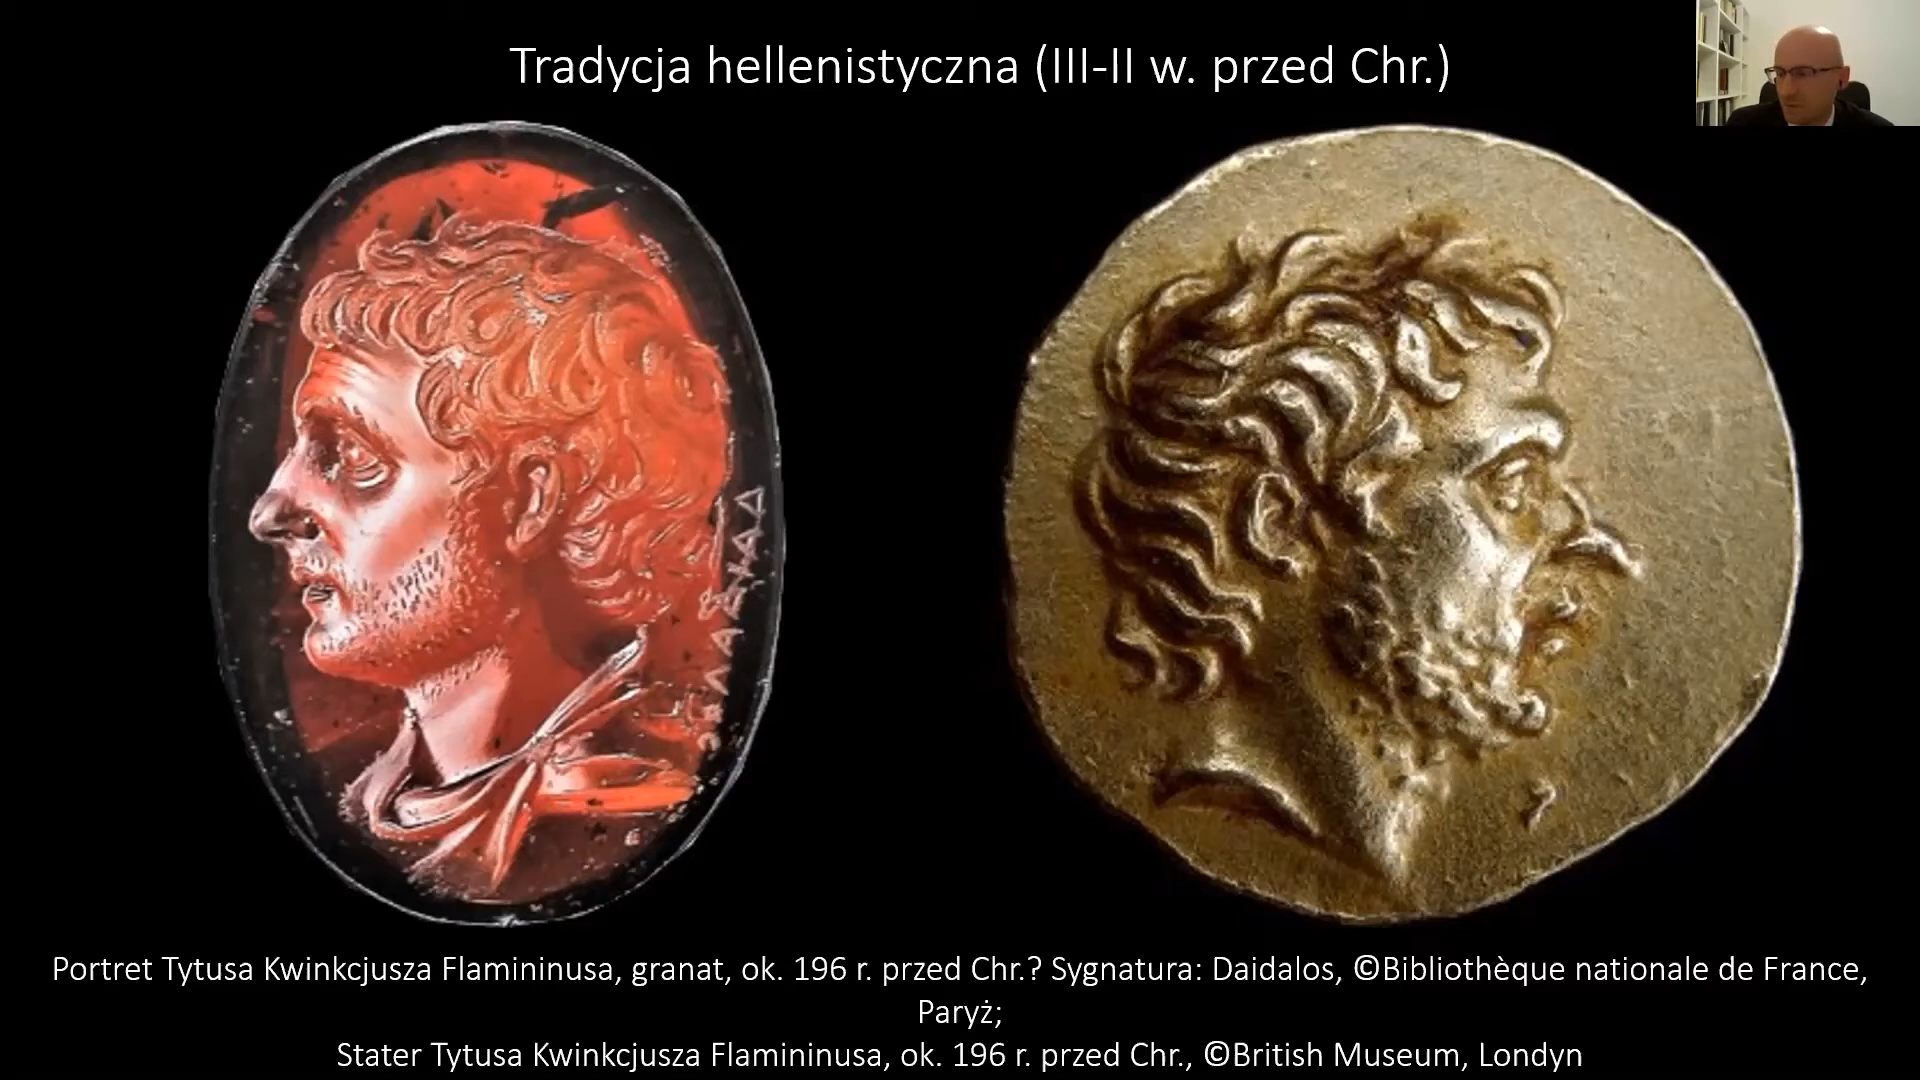 Tradycja hellenistyczna (III-II w. przed Chr.)
Portret Tytusa Kwinkcjusza Flamininusa, granat, ok. 196 r. przed Chr.? Sygnatura: Daidalos, ©Bibliothèque nationale de France,
Paryż;
Stater Tytusa Kwinkcjusza Flamininusa, ok. 196 r. przed Chr., ©British Museum, Londyn